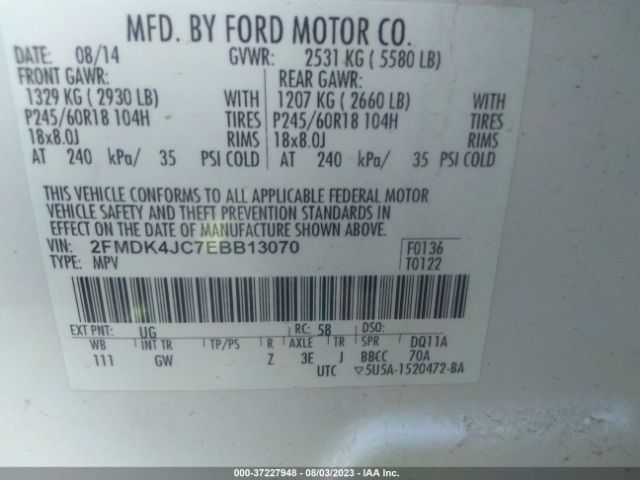 MFD. BY FORD MOTOR CO.
DATE: 08/14 GVWR: 2531 KG ( 5580 LB)
FRONT GAWR: REAR GAWR:
1329 KG ( 2930 LB) WITH 1207 KG ( 2660 LB) WITH
P245/60R18 104H TIRES P245/60R18 104H TIRES
18x8.0J RIMS 18x8.0J RIMS
AT 240 kPa/ 35 PSI COLD AT 240 kPa/ 35 PSI COLD
THIS VEHICLE CONFORMS TO ALL APPLICABLE FEDERAL MOTOR
VEHICLE SAFETY AND THEFT PREVENTION STANDARDS IN
EFFECT ON THE DATE OF MANUFACTURE SHOWN ABOVE.
VIN: 2FMDK4JC7EBB13070 F0136
TYPE: MPV T0122
EXT PNT: UG RC: 58 DSO:
WB INT TR TP/PS R AXLE TR SPR DQ11A
111 GW Z 3E J BBCC 70A
UTC ▽5U5A-1520472-BA
000-37227948 - 08/03/2023 - IAA Inc.